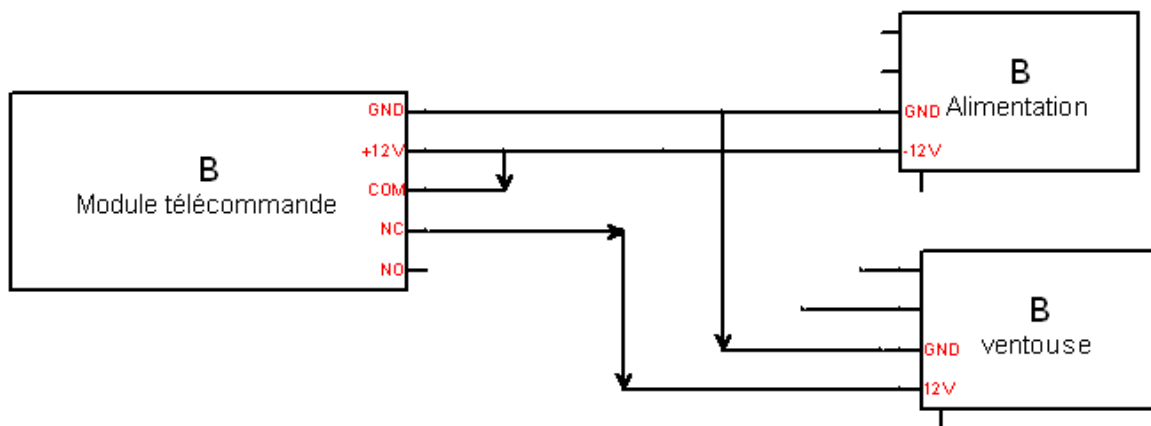 B
Module télécommande
GND
+12V
COM
NC
NO
B
Alimentation
GND
-12V
B
ventouse
GND
12V